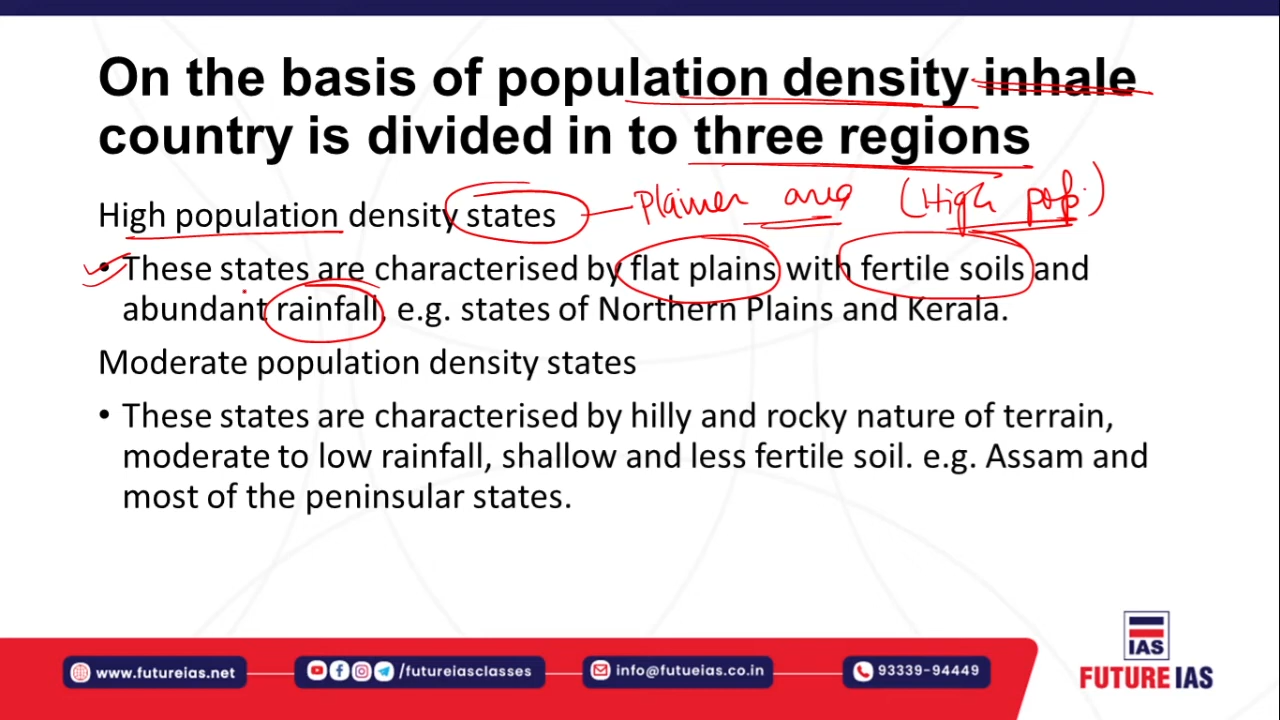 On the basis of population density inhale
country is divided in to three regions
High population density states
Plainer area (High pop.)
• These states are characterised by flat plains with fertile soils and
abundant rainfall, e.g. states of Northern Plains and Kerala.
Moderate population density states
• These states are characterised by hilly and rocky nature of terrain,
moderate to low rainfall, shallow and less fertile soil. e.g. Assam and
most of the peninsular states.
IAS
FUTURE IAS
www.futureias.net
/futureiasclasses
info@futueias.co.in
93339-94449